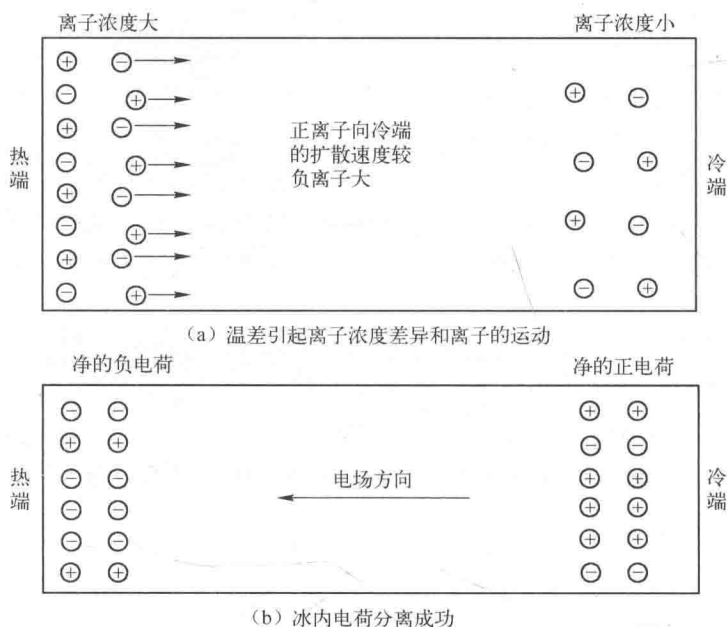 离子浓度大
离子浓度小
热端
正离子向冷端
的扩散速度较
负离子大
冷端
(a) 温差引起离子浓度差异和离子的运动
净的负电荷
净的正电荷
热端
电场方向
冷端
(b) 冰内电荷分离成功